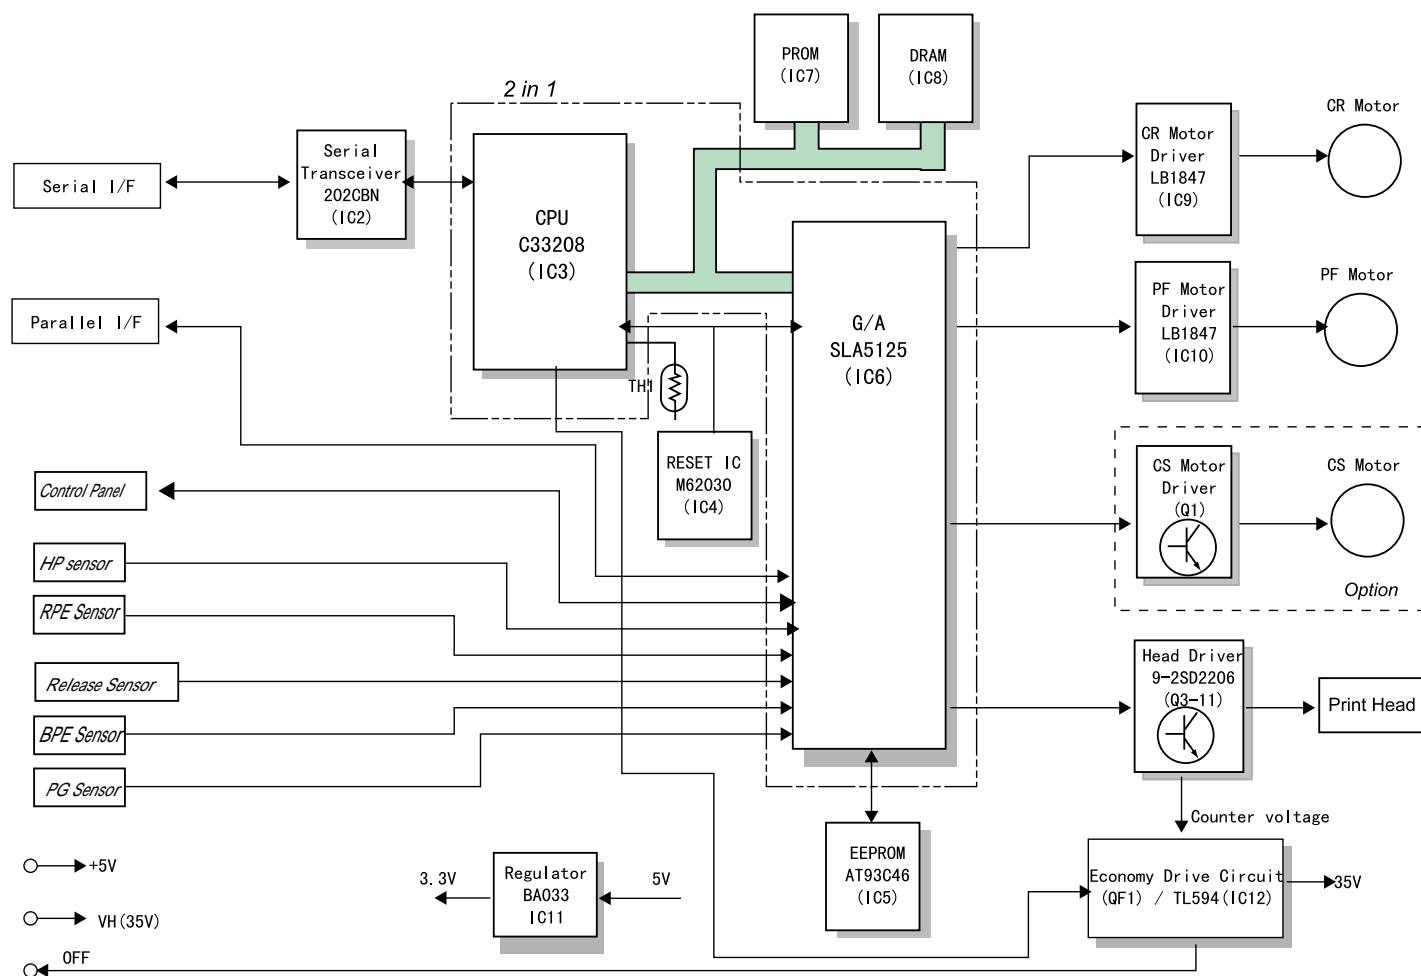 2 in 1
PROM
(IC7)
DRAM
(IC8)
CR Motor
CR Motor
Driver
LB1847
(IC9)
Serial
Transceiver
202CBN
(IC2)
Serial I/F
CPU
C33208
(IC3)
PF Motor
PF Motor
Driver
LB1847
(IC10)
Parallel I/F
G/A
SLA5125
(IC6)
TH1
RESET IC
M62030
(IC4)
CS Motor
Driver
(Q1)
CS Motor
Option
Control Panel
HP sensor
RPE Sensor
Release Sensor
BPE Sensor
PG Sensor
Head Driver
9-2SD2206
(Q3-11)
Print Head
Counter voltage
+5V
VH(35V)
OFF
3.3V
Regulator
BA033
IC11
5V
EEPROM
AT93C46
(IC5)
Economy Drive Circuit
(QF1) / TL594(IC12)
35V